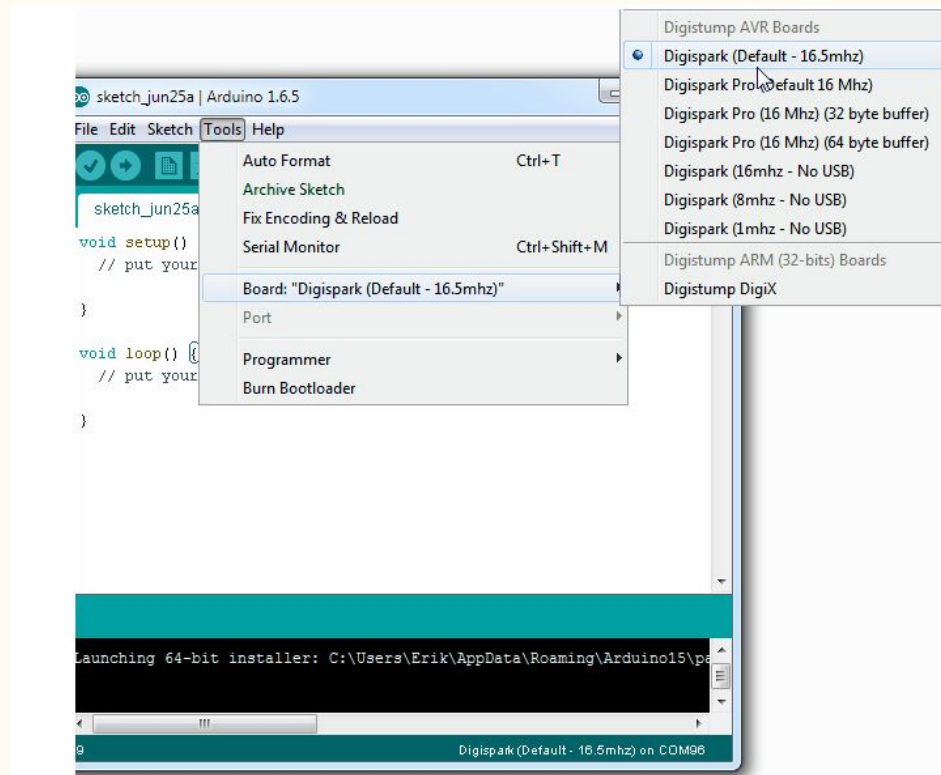 Digistump AVR Boards
Digispark (Default - 16.5mhz)
Digispark Pro (Default 16 Mhz)
Digispark Pro (16 Mhz) (32 byte buffer)
Digispark Pro (16 Mhz) (64 byte buffer)
Digispark (16mhz - No USB)
Digispark (8mhz - No USB)
Digispark (1mhz - No USB)
Digistump ARM (32-bits) Boards
Digistump DigiX
sketch_jun25a | Arduino 1.6.5
File Edit Sketch Tools Help
Auto Format Ctrl+T
Archive Sketch
Fix Encoding & Reload
Serial Monitor Ctrl+Shift+M
Board: "Digispark (Default - 16.5mhz)"
Port
Programmer
Burn Bootloader
sketch_jun25a
void setup()
// put your
}
void loop() {
// put your
}
Launching 64-bit installer: C:\Users\Erik\AppData\Roaming\Arduino15\pa
9 Digispark (Default - 16.5mhz) on COM96